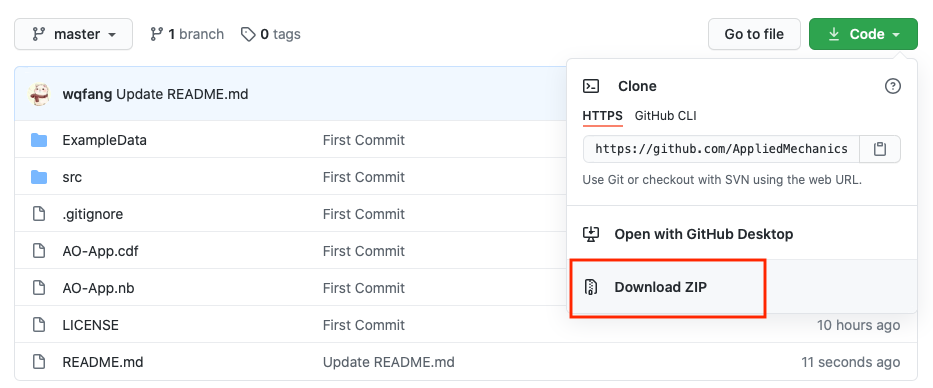 master 1 branch 0 tags Go to file Code
wqfang Update README.md
Clone
HTTPS GitHub CLI
https://github.com/AppliedMechanics
Use Git or checkout with SVN using the web URL.
Open with GitHub Desktop
Download ZIP
ExampleData First Commit
src First Commit
.gitignore First Commit
AO-App.cdf First Commit
AO-App.nb First Commit
LICENSE First Commit 10 hours ago
README.md Update README.md 11 seconds ago